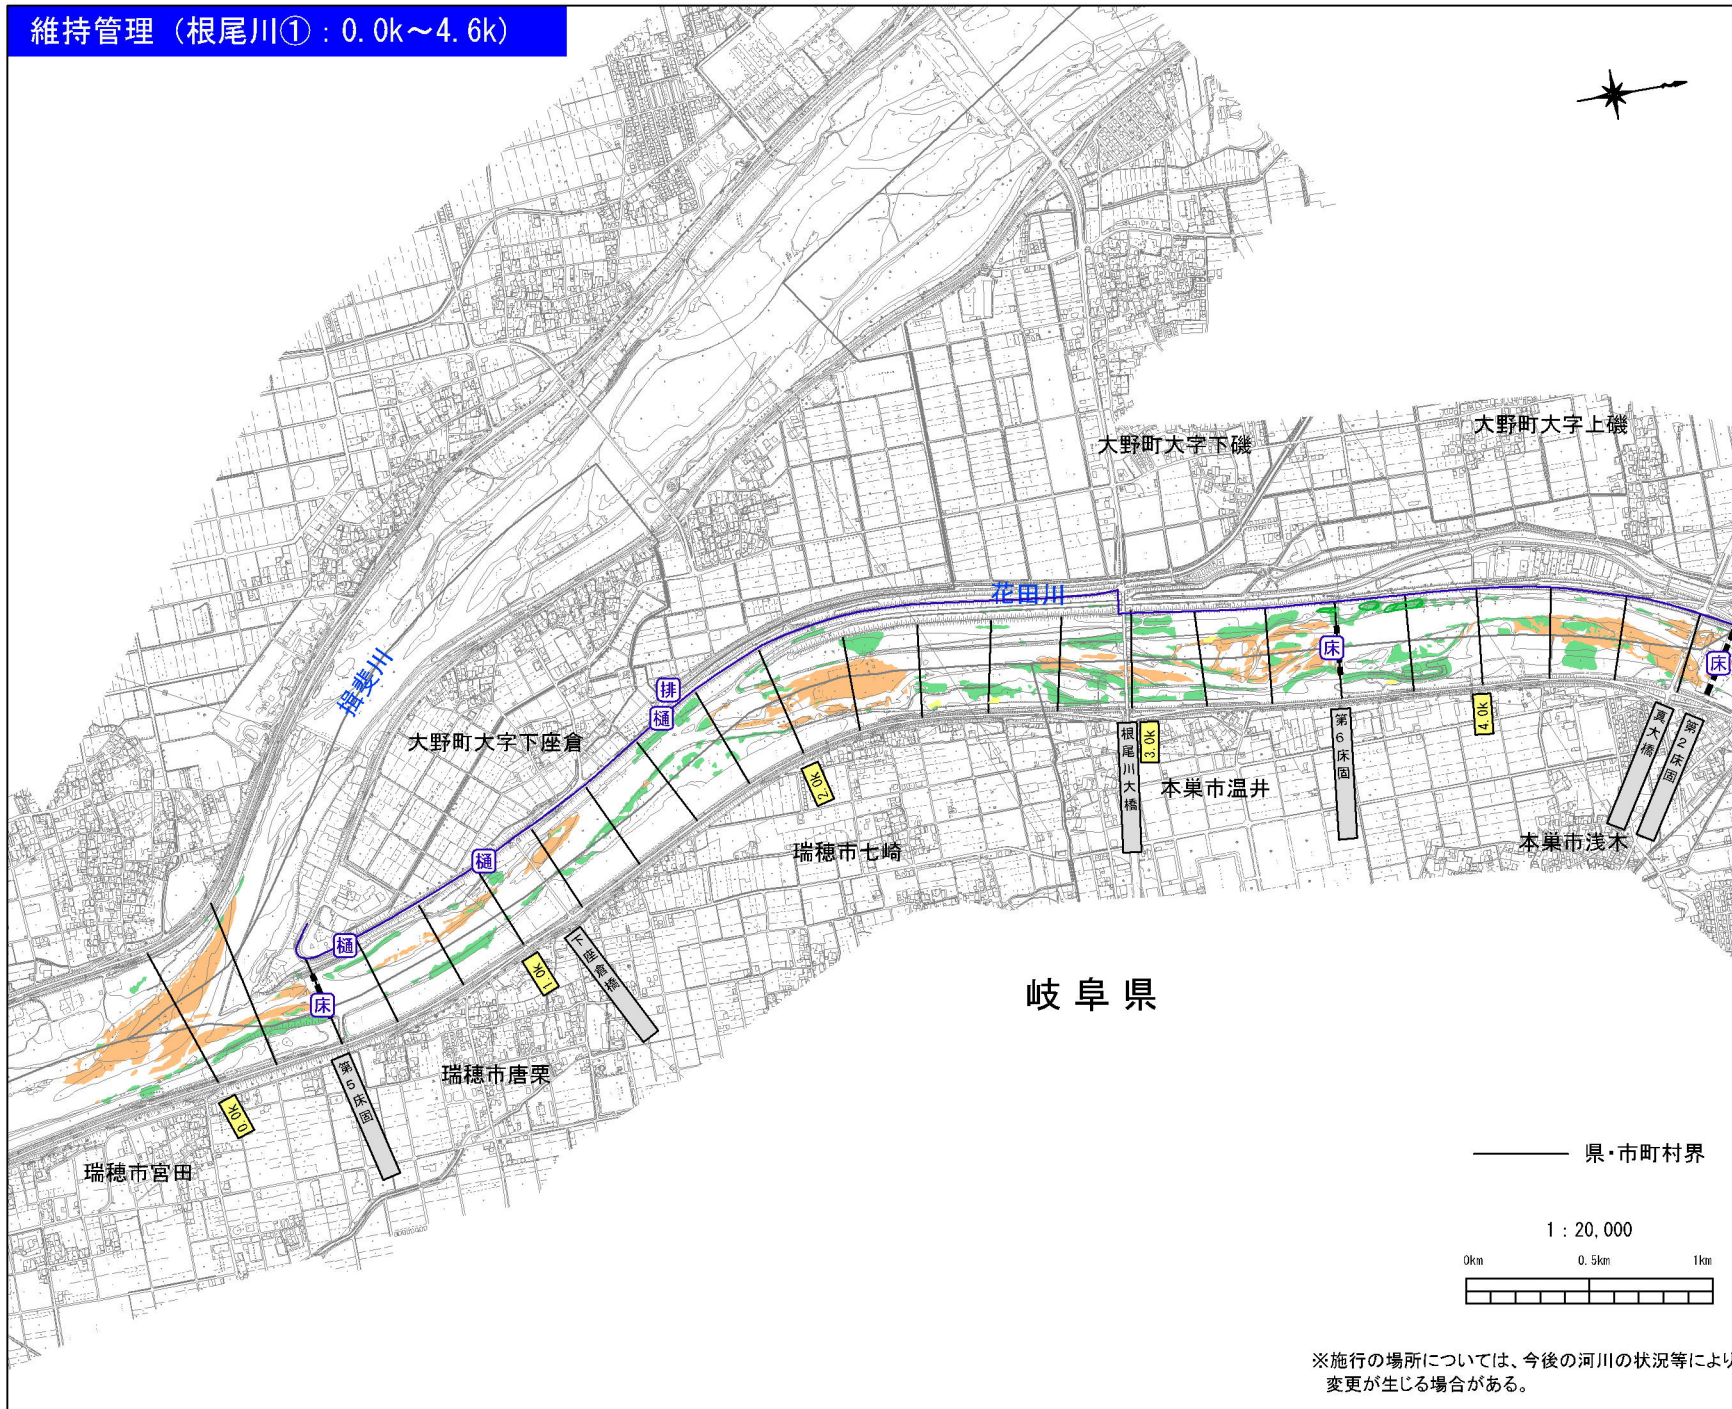 維持管理（根尾川①：0.0k～4.6k）
大野町大字上磯
大野町大字下磯
花田川
揖斐川
床
床
排
樋
4.0k
大野町大字下座倉
根尾川大橋
3.0k
第6床固
真大橋
第2床固
2.0k
本巣市温井
本巣市浅木
瑞穂市七崎
樋
樋
床
1.0k
下座倉橋
岐阜県
第5床固
瑞穂市唐栗
0.0k
瑞穂市宮田
県・市町村界
1：20,000
0km 0.5km 1km
※施行の場所については、今後の河川の状況等により
変更が生じる場合がある。